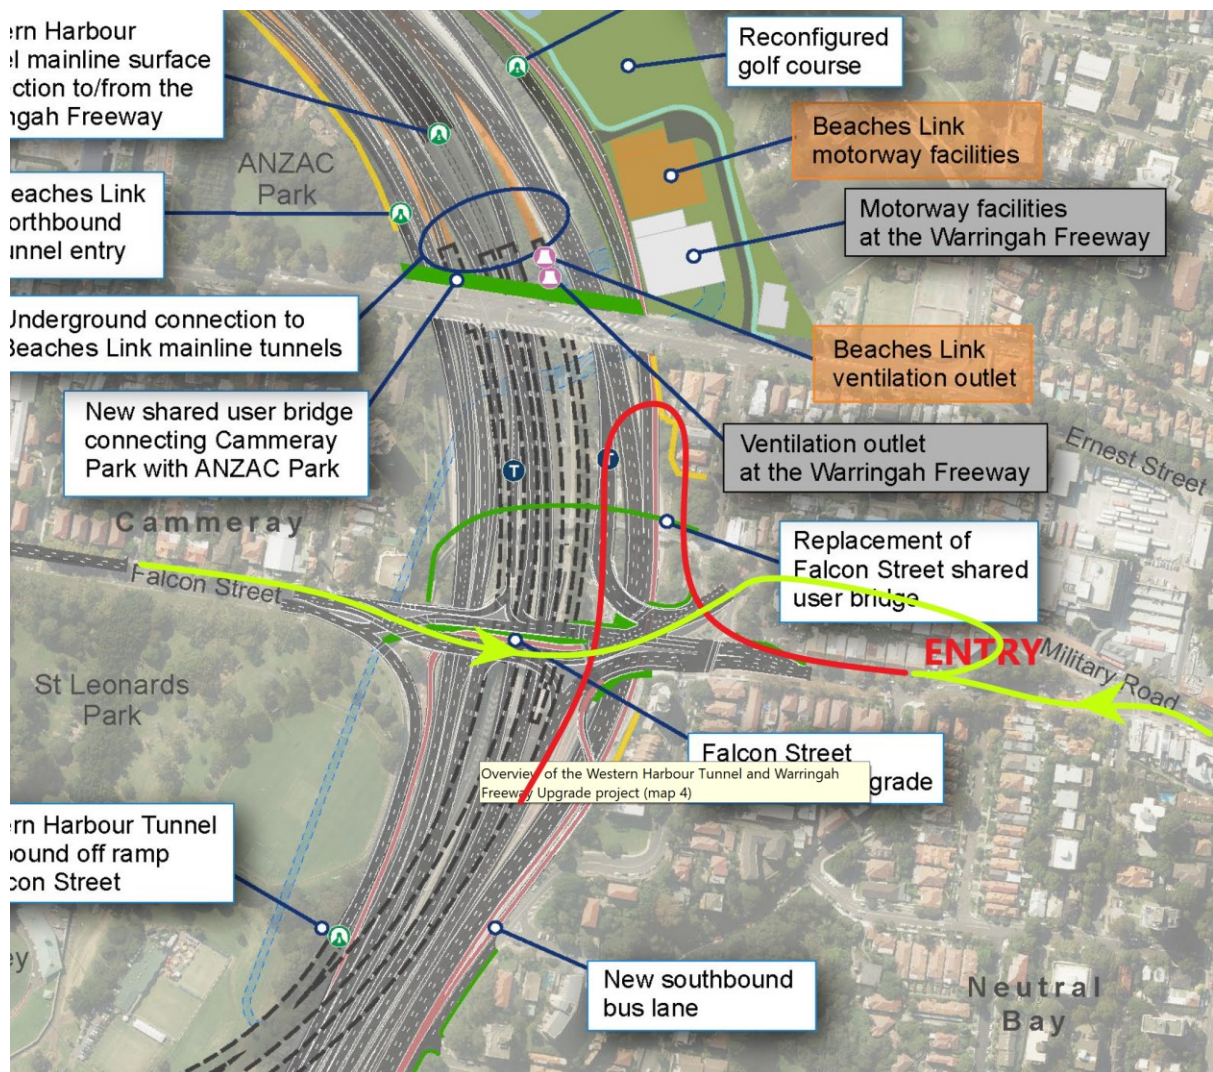 ern Harbour
el mainline surface
ction to/from the
ngah Freeway
Reconfigured
golf course
Beaches Link
motorway facilities
ANZAC
Park
eaches Link
orthbound
unnel entry
Motorway facilities
at the Warringah Freeway
Underground connection to
Beaches Link mainline tunnels
Beaches Link
ventilation outlet
New shared user bridge
connecting Cammeray
Park with ANZAC Park
Ventilation outlet
at the Warringah Freeway
Ernest Street
T
T
Cammeray
Replacement of
Falcon Street shared
user bridge
Falcon Street
ENTRY
Military Road
St Leonards
Park
Falcon Street
grade
Overview of the Western Harbour Tunnel and Warringah
Freeway Upgrade project (map 4)
ern Harbour Tunnel
bound off ramp
con Street
ey
New southbound
bus lane
Neutral
Bay